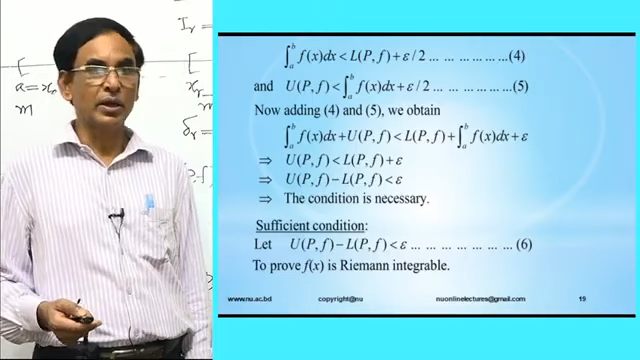 I_r =
a = x_0
x_r
m
δ_r =
∫_a^b f(x)dx < L(P,f) + ε/2 ... ... ... ... ... ...(4)
and U(P,f) < ∫_a^b f(x)dx + ε/2 ... ... ... ... ... ...(5)
Now adding (4) and (5), we obtain
∫_a^b f(x)dx + U(P,f) < L(P,f) + ∫_a^b f(x)dx + ε
⇒ U(P,f) < L(P,f) + ε
⇒ U(P,f) − L(P,f) < ε
⇒ The condition is necessary.
Sufficient condition:
Let U(P,f) − L(P,f) < ε ... ... ... ... ... ... ... (6)
To prove f(x) is Riemann integrable.
www.nu.ac.bd copyright@nu nuonlinelectures@gmail.com 19